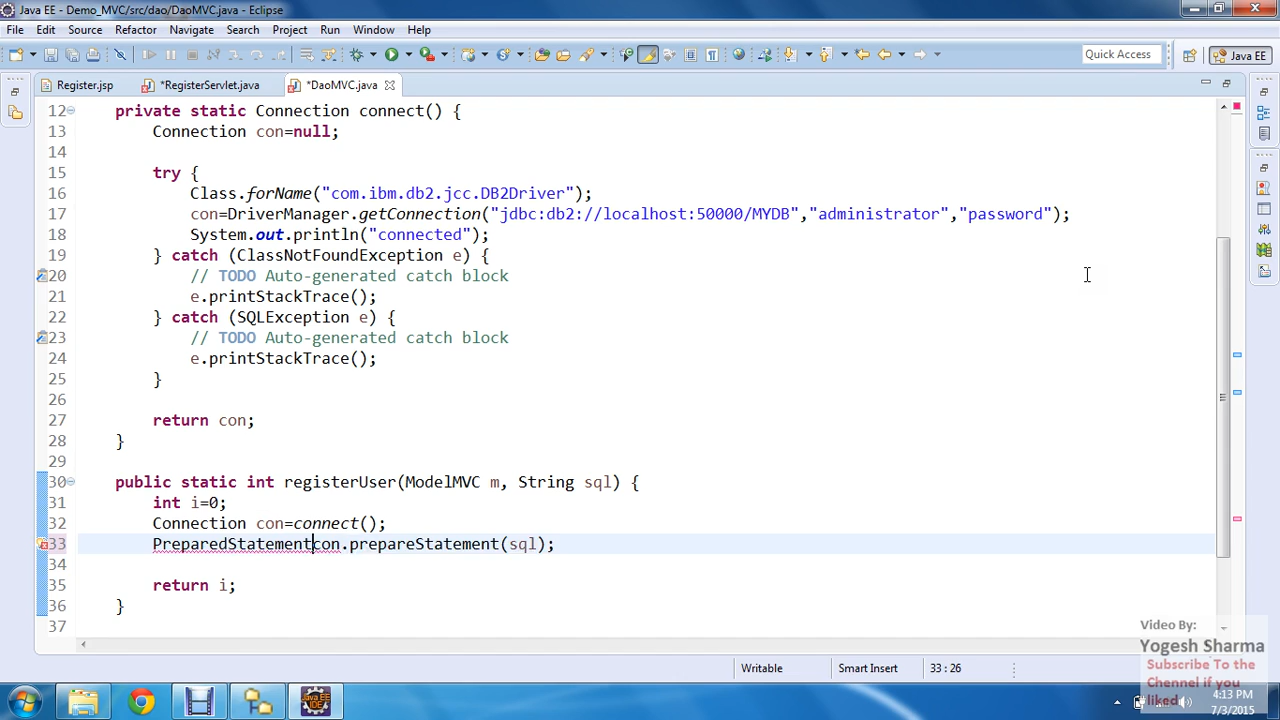 Java EE - Demo_MVC/src/dao/DaoMVC.java - Eclipse
File Edit Source Refactor Navigate Search Project Run Window Help
Quick Access
Java EE
Register.jsp
*RegisterServlet.java
*DaoMVC.java
12 private static Connection connect() {
13 Connection con=null;
14
15 try {
16 Class.forName("com.ibm.db2.jcc.DB2Driver");
17 con=DriverManager.getConnection("jdbc:db2://localhost:50000/MYDB","administrator","password");
18 System.out.println("connected");
19 } catch (ClassNotFoundException e) {
20 // TODO Auto-generated catch block
21 e.printStackTrace();
22 } catch (SQLException e) {
23 // TODO Auto-generated catch block
24 e.printStackTrace();
25 }
26
27 return con;
28 }
29
30 public static int registerUser(ModelMVC m, String sql) {
31 int i=0;
32 Connection con=connect();
33 PreparedStatementcon.prepareStatement(sql);
34
35 return i;
36 }
37
Writable
Smart Insert
33 : 26
Video By:
Yogesh Sharma
Subscribe To the
Chennel if you
liked
Java EE
IDE
4:13 PM
7/3/2015